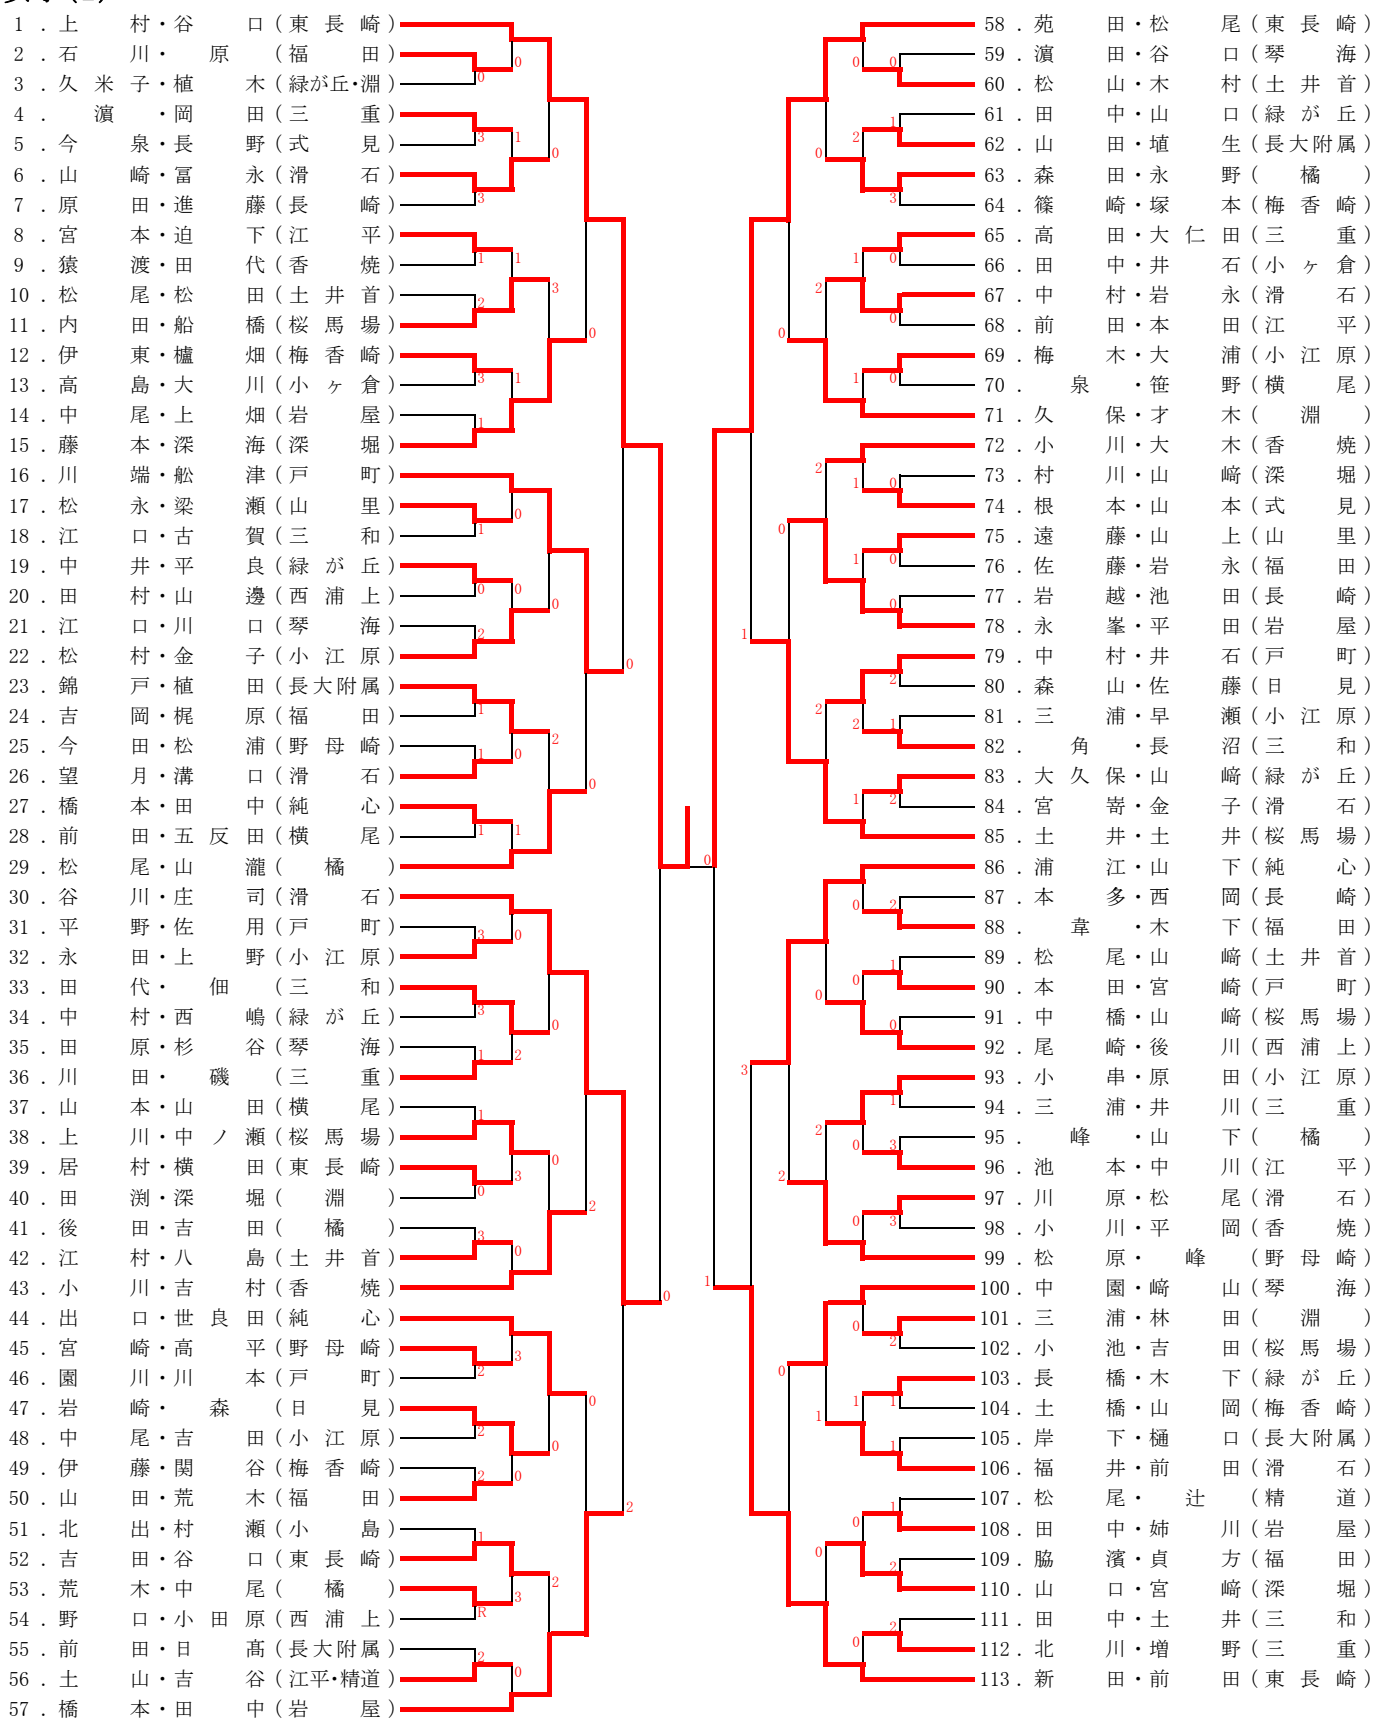 1 . 上 村・谷 口 ( 東 長 崎 )
2 . 石 川・ 原 ( 福 田 )
3 . 久 米 子・植 木 ( 緑が丘・淵 )
4 . 濵 ・岡 田 ( 三 重 )
5 . 今 泉・長 野 ( 式 見 )
6 . 山 崎・冨 永 ( 滑 石 )
7 . 原 田・進 藤 ( 長 崎 )
8 . 宮 本・迫 下 ( 江 平 )
9 . 猿 渡・田 代 ( 香 焼 )
10 . 松 尾・松 田 ( 土 井 首 )
11 . 内 田・船 橋 ( 桜 馬 場 )
12 . 伊 東・櫨 畑 ( 梅 香 崎 )
13 . 高 島・大 川 ( 小 ヶ 倉 )
14 . 中 尾・上 畑 ( 岩 屋 )
15 . 藤 本・深 海 ( 深 堀 )
16 . 川 端・舩 津 ( 戸 町 )
17 . 松 永・梁 瀬 ( 山 里 )
18 . 江 口・古 賀 ( 三 和 )
19 . 中 井・平 良 ( 緑 が 丘 )
20 . 田 村・山 邊 ( 西 浦 上 )
21 . 江 口・川 口 ( 琴 海 )
22 . 松 村・金 子 ( 小 江 原 )
23 . 錦 戸・植 田 ( 長大附属 )
24 . 吉 岡・梶 原 ( 福 田 )
25 . 今 田・松 浦 ( 野 母 崎 )
26 . 望 月・溝 口 ( 滑 石 )
27 . 橋 本・田 中 ( 純 心 )
28 . 前 田・五 反 田 ( 横 尾 )
29 . 松 尾・山 瀧 ( 橘 )
30 . 谷 川・庄 司 ( 滑 石 )
31 . 平 野・佐 用 ( 戸 町 )
32 . 永 田・上 野 ( 小 江 原 )
33 . 田 代・ 佃 ( 三 和 )
34 . 中 村・西 嶋 ( 緑 が 丘 )
35 . 田 原・杉 谷 ( 琴 海 )
36 . 川 田・ 磯 ( 三 重 )
37 . 山 本・山 田 ( 横 尾 )
38 . 上 川・中 ノ 瀬 ( 桜 馬 場 )
39 . 居 村・横 田 ( 東 長 崎 )
40 . 田 渕・深 堀 ( 淵 )
41 . 後 田・吉 田 ( 橘 )
42 . 江 村・八 島 ( 土 井 首 )
43 . 小 川・吉 村 ( 香 焼 )
44 . 出 口・世 良 田 ( 純 心 )
45 . 宮 崎・高 平 ( 野 母 崎 )
46 . 園 川・川 本 ( 戸 町 )
47 . 岩 崎・ 森 ( 日 見 )
48 . 中 尾・吉 田 ( 小 江 原 )
49 . 伊 藤・関 谷 ( 梅 香 崎 )
50 . 山 田・荒 木 ( 福 田 )
51 . 北 出・村 瀬 ( 小 島 )
52 . 吉 田・谷 口 ( 東 長 崎 )
53 . 荒 木・中 尾 ( 橘 )
54 . 野 口・小 田 原 ( 西 浦 上 )
55 . 前 田・日 髙 ( 長大附属 )
56 . 土 山・吉 谷 ( 江平・精道 )
57 . 橋 本・田 中 ( 岩 屋 )
58 . 苑 田・松 尾 ( 東 長 崎 )
59 . 濵 田・谷 口 ( 琴 海 )
60 . 松 山・木 村 ( 土 井 首 )
61 . 田 中・山 口 ( 緑 が 丘 )
62 . 山 田・埴 生 ( 長大附属 )
63 . 森 田・永 野 ( 橘 )
64 . 篠 崎・塚 本 ( 梅 香 崎 )
65 . 高 田・大 仁 田 ( 三 重 )
66 . 田 中・井 石 ( 小 ヶ 倉 )
67 . 中 村・岩 永 ( 滑 石 )
68 . 前 田・本 田 ( 江 平 )
69 . 梅 木・大 浦 ( 小 江 原 )
70 . 泉 ・笹 野 ( 横 尾 )
71 . 久 保・才 木 ( 淵 )
72 . 小 川・大 木 ( 香 焼 )
73 . 村 川・山 﨑 ( 深 堀 )
74 . 根 本・山 本 ( 式 見 )
75 . 遠 藤・山 上 ( 山 里 )
76 . 佐 藤・岩 永 ( 福 田 )
77 . 岩 越・池 田 ( 長 崎 )
78 . 永 峯・平 田 ( 岩 屋 )
79 . 中 村・井 石 ( 戸 町 )
80 . 森 山・佐 藤 ( 日 見 )
81 . 三 浦・早 瀬 ( 小 江 原 )
82 . 角 ・長 沼 ( 三 和 )
83 . 大 久 保・山 﨑 ( 緑 が 丘 )
84 . 宮 嵜・金 子 ( 滑 石 )
85 . 土 井・土 井 ( 桜 馬 場 )
86 . 浦 江・山 下 ( 純 心 )
87 . 本 多・西 岡 ( 長 崎 )
88 . 韋 ・木 下 ( 福 田 )
89 . 松 尾・山 﨑 ( 土 井 首 )
90 . 本 田・宮 崎 ( 戸 町 )
91 . 中 橋・山 﨑 ( 桜 馬 場 )
92 . 尾 崎・後 川 ( 西 浦 上 )
93 . 小 串・原 田 ( 小 江 原 )
94 . 三 浦・井 川 ( 三 重 )
95 . 峰 ・山 下 ( 橘 )
96 . 池 本・中 川 ( 江 平 )
97 . 川 原・松 尾 ( 滑 石 )
98 . 小 川・平 岡 ( 香 焼 )
99 . 松 原・ 峰 ( 野 母 崎 )
100 . 中 園・﨑 山 ( 琴 海 )
101 . 三 浦・林 田 ( 淵 )
102 . 小 池・吉 田 ( 桜 馬 場 )
103 . 長 橋・木 下 ( 緑 が 丘 )
104 . 土 橋・山 岡 ( 梅 香 崎 )
105 . 岸 下・樋 口 ( 長大附属 )
106 . 福 井・前 田 ( 滑 石 )
107 . 松 尾・ 辻 ( 精 道 )
108 . 田 中・姉 川 ( 岩 屋 )
109 . 脇 濱・貞 方 ( 福 田 )
110 . 山 口・宮 﨑 ( 深 堀 )
111 . 田 中・土 井 ( 三 和 )
112 . 北 川・増 野 ( 三 重 )
113 . 新 田・前 田 ( 東 長 崎 )